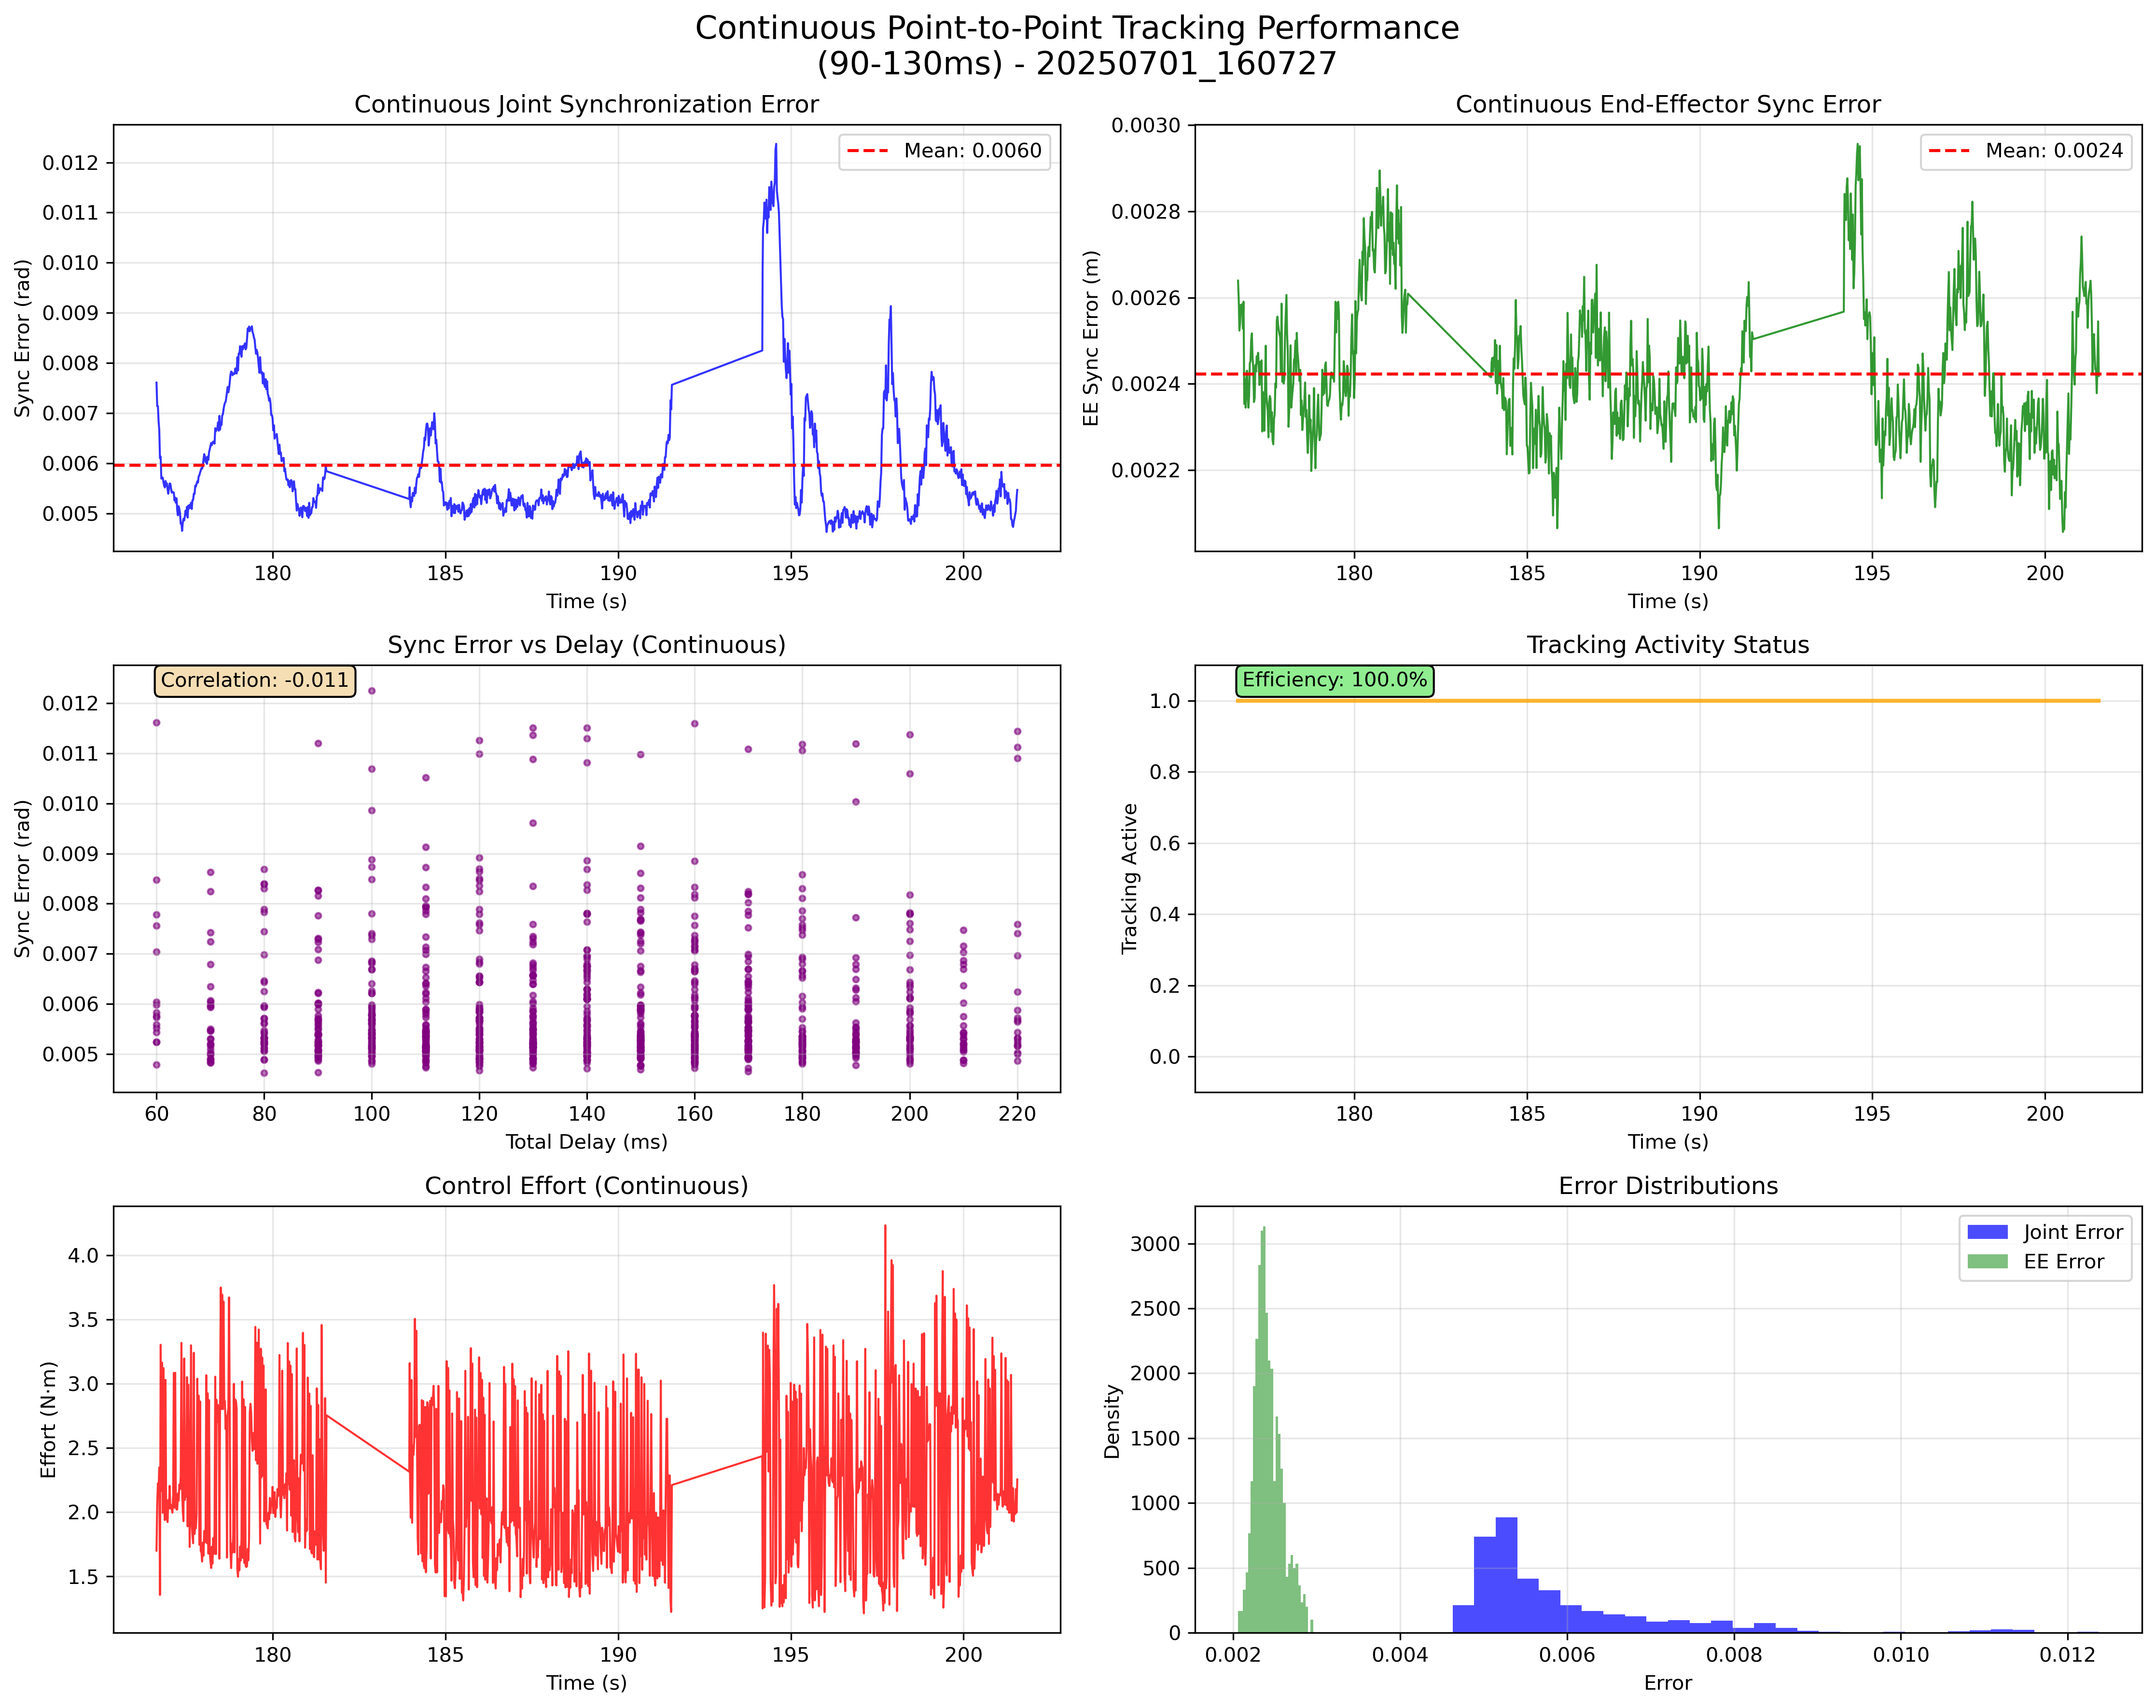 Continuous Point-to-Point Tracking Performance
(90-130ms) - 20250701_160727
Continuous Joint Synchronization Error
Sync Error (rad)
0.012
0.011
0.010
0.009
0.008
0.007
0.006
0.005
Mean: 0.0060
180 185 190 195 200
Time (s)
Continuous End-Effector Sync Error
EE Sync Error (m)
0.0030
0.0028
0.0026
0.0024
0.0022
Mean: 0.0024
180 185 190 195 200
Time (s)
Sync Error vs Delay (Continuous)
Sync Error (rad)
Correlation: -0.011
0.012
0.011
0.010
0.009
0.008
0.007
0.006
0.005
60 80 100 120 140 160 180 200 220
Total Delay (ms)
Tracking Activity Status
Tracking Active
Efficiency: 100.0%
1.0
0.8
0.6
0.4
0.2
0.0
180 185 190 195 200
Time (s)
Control Effort (Continuous)
Effort (N·m)
4.0
3.5
3.0
2.5
2.0
1.5
180 185 190 195 200
Time (s)
Error Distributions
Density
3000
2500
2000
1500
1000
500
0
Joint Error
EE Error
0.002 0.004 0.006 0.008 0.010 0.012
Error